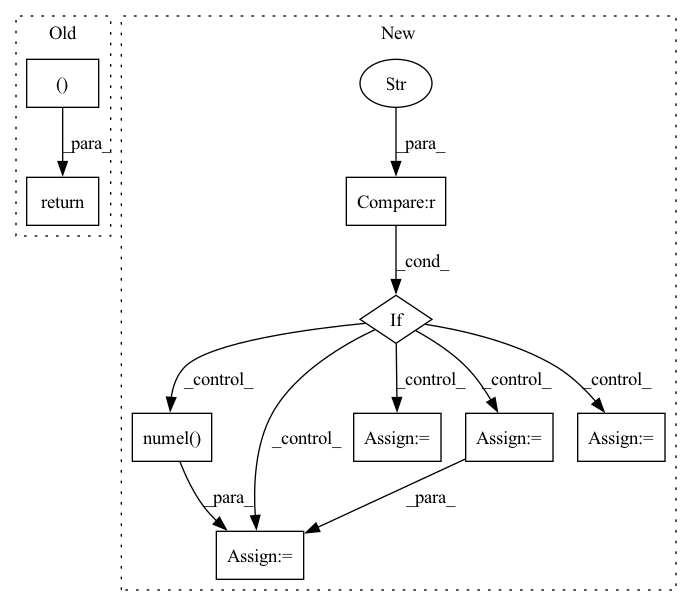 Old
New
()
Str
_para_
_para_
return
Compare:r
_cond_
If
_control_
_control_
_control_
_control_
_control_
numel()
Assign:=
Assign:=
Assign:=
_para_
_para_
Assign:=